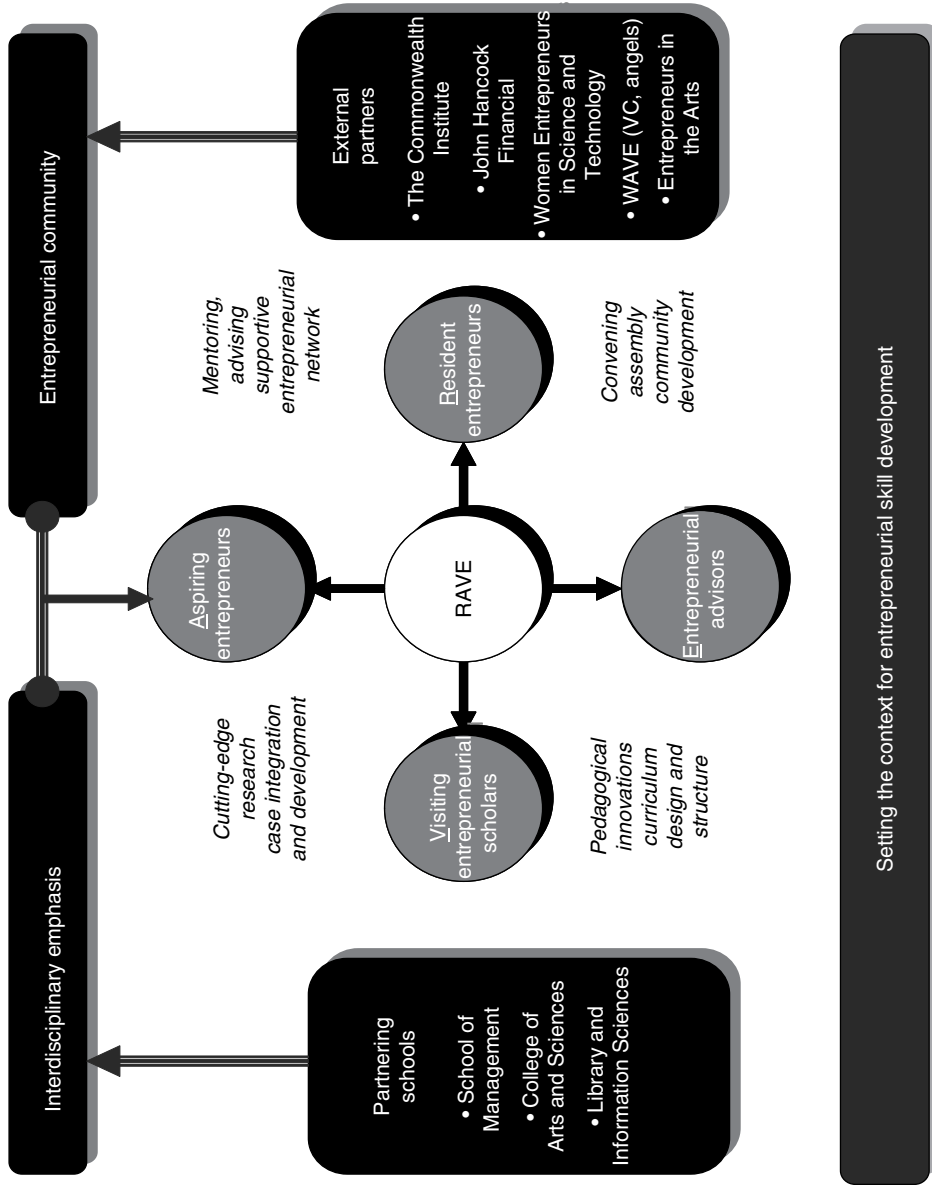 Interdisciplinary emphasis
Entrepreneurial community
Partnering
schools
• School of
Management
• College of
Arts and Sciences
• Library and
Information Sciences
Cutting-edge
research
case integration
and development
Aspiring
entrepreneurs
Mentoring,
advising
supportive
entrepreneurial
network
Visiting
entrepreneurial
scholars
RAVE
Resident
entrepreneurs
Pedagogical
innovations
curriculum
design and
structure
Entrepreneurial
advisors
Convening
assembly
community
development
External
partners
• The Commonwealth
Institute
• John Hancock
Financial
• Women Entrepreneurs
in Science and
Technology
• WAVE (VC, angels)
• Entrepreneurs in
the Arts
Setting the context for entrepreneurial skill development